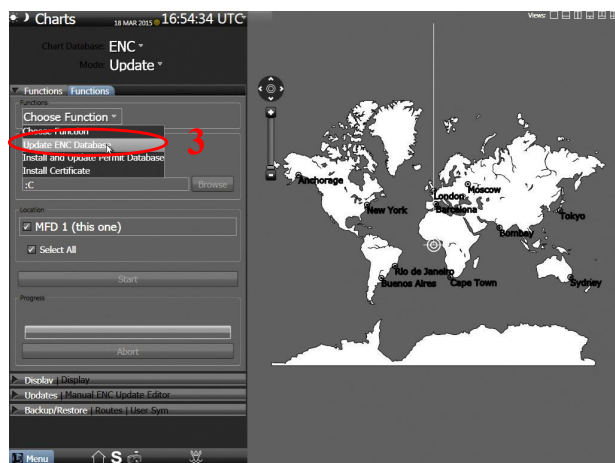 Charts 18 MAR 2015 16:54:34 UTC
Views:
Chart Database: ENC
Mode: Update
Functions Functions
Functions
Choose Function
Choose Function
Update ENC Database
3
Install and Update Permit Database
Install Certificate
:C Browse
Location
MFD 1 (this one)
Select All
Start
Progress
Abort
Display | Display
Updates | Manual ENC Update Editor
Backup/Restore | Routes | User Sym
Menu S
Anchorage
New York
London
Moscow
Barcelona
Tokyo
Bombay
Rio de Janeiro
Buenos Aires
Cape Town
Sydney